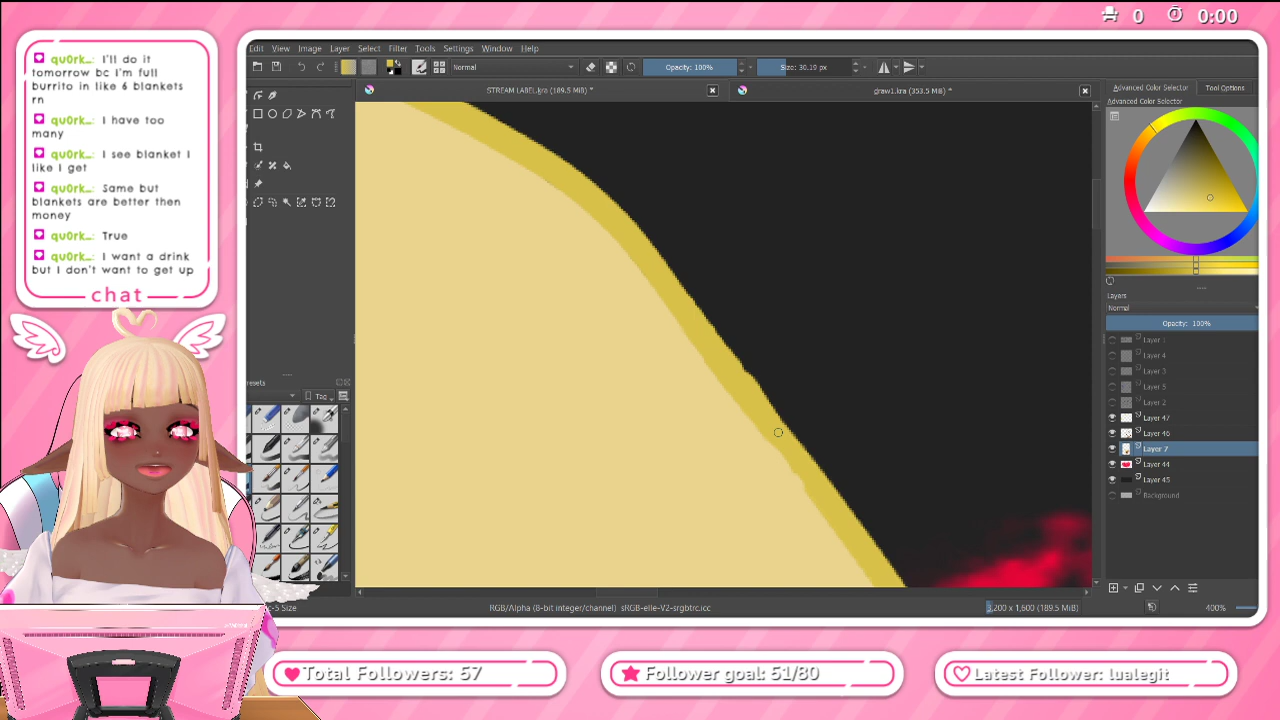 0 0:00
qu0rk_: I'll do it
tomorrow bc I'm full
burrito in like 6 blankets
rn
qu0rk_: I have too
many
qu0rk_: I see blanket I
like I get
qu0rk_: Same but
blankets are better then
money
qu0rk_: True
qu0rk_: I want a drink
but I don't want to get up
chat
Edit View Image Layer Select Filter Tools Settings Window Help
Normal Opacity: 100% Size: 30.19 px
STREAM LABEL.kra (189.5 MiB) *
graw1.kra (353.5 MiB) *
Advanced Color Selector Tool Options
Advanced Color Selector
Layers
Normal
Opacity: 100%
Layer 1
Layer 4
Layer 3
Layer 5
Layer 2
Layer 47
Layer 46
Layer 7
Layer 44
Layer 45
Background
resets
Tag
c-5 Size
RGB/Alpha (8-bit integer/channel) sRGB-elle-V2-srgbtrc.icc
3,200 x 1,600 (189.5 MiB)
400%
Total Followers: 57
Follower goal: 51/80
Latest Follower: lualegit